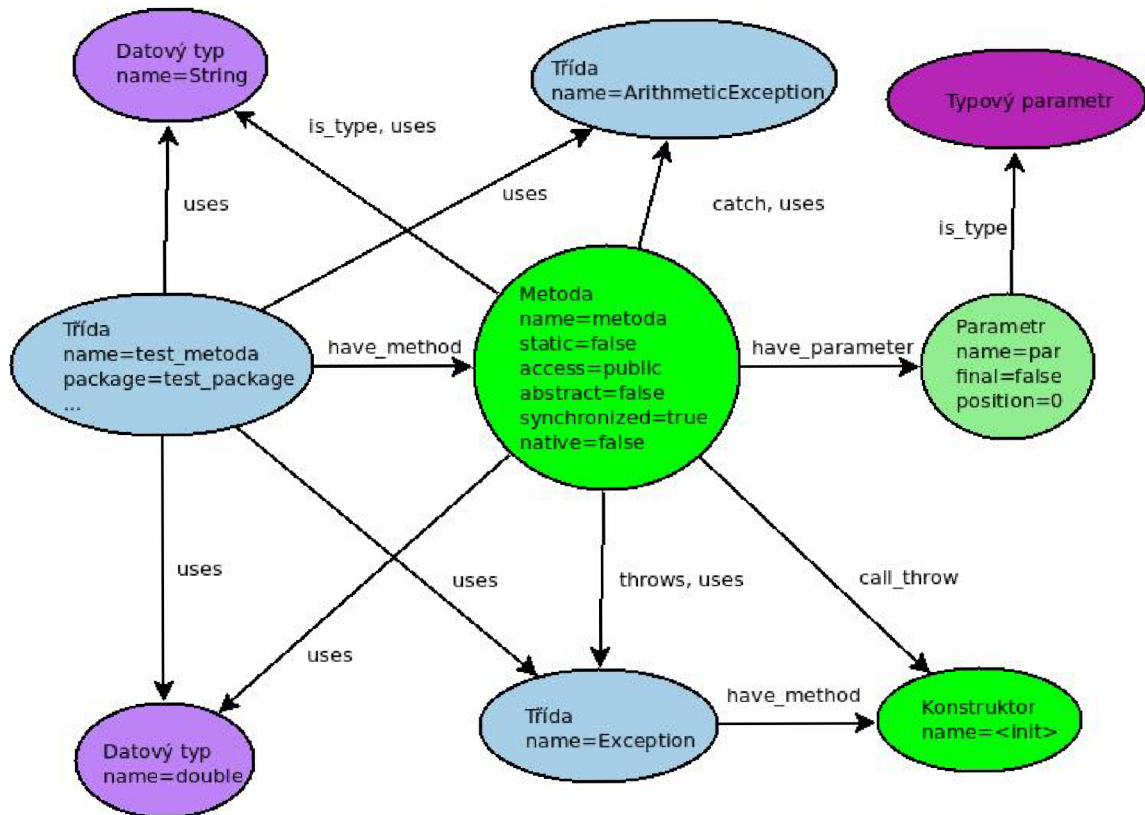 Datový typ
name=String
Třída
name=ArithmeticException
Typový parametr
is_type, uses
uses
uses
catch, uses
is_type
Třída
name=test_metoda
package=test_package
...
have_method
Metoda
name=metoda
static=false
access=public
abstract=false
synchronized=true
native=false
have_parameter
Parametr
name=par
final=false
position=0
uses
uses
throws, uses
call_throw
uses
Datový typ
name=double
Třída
name=Exception
have_method
Konstruktor
name=<init>